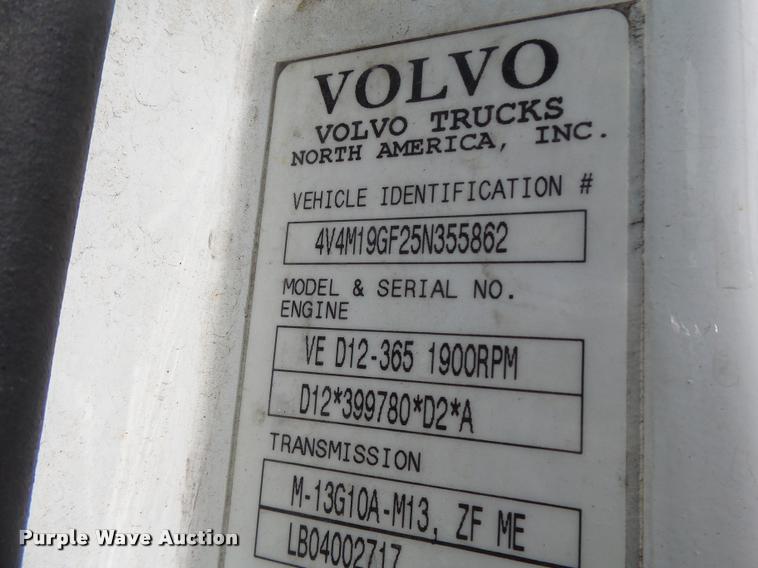 VOLVO
VOLVO TRUCKS
NORTH AMERICA, INC.
VEHICLE IDENTIFICATION #
4V4M19GF25N355862
MODEL & SERIAL NO.
ENGINE
VE D12-365 1900RPM
D12*399780*D2*A
TRANSMISSION
M-13G10A-M13, ZF ME
LB04002717
Purple Wave Auction